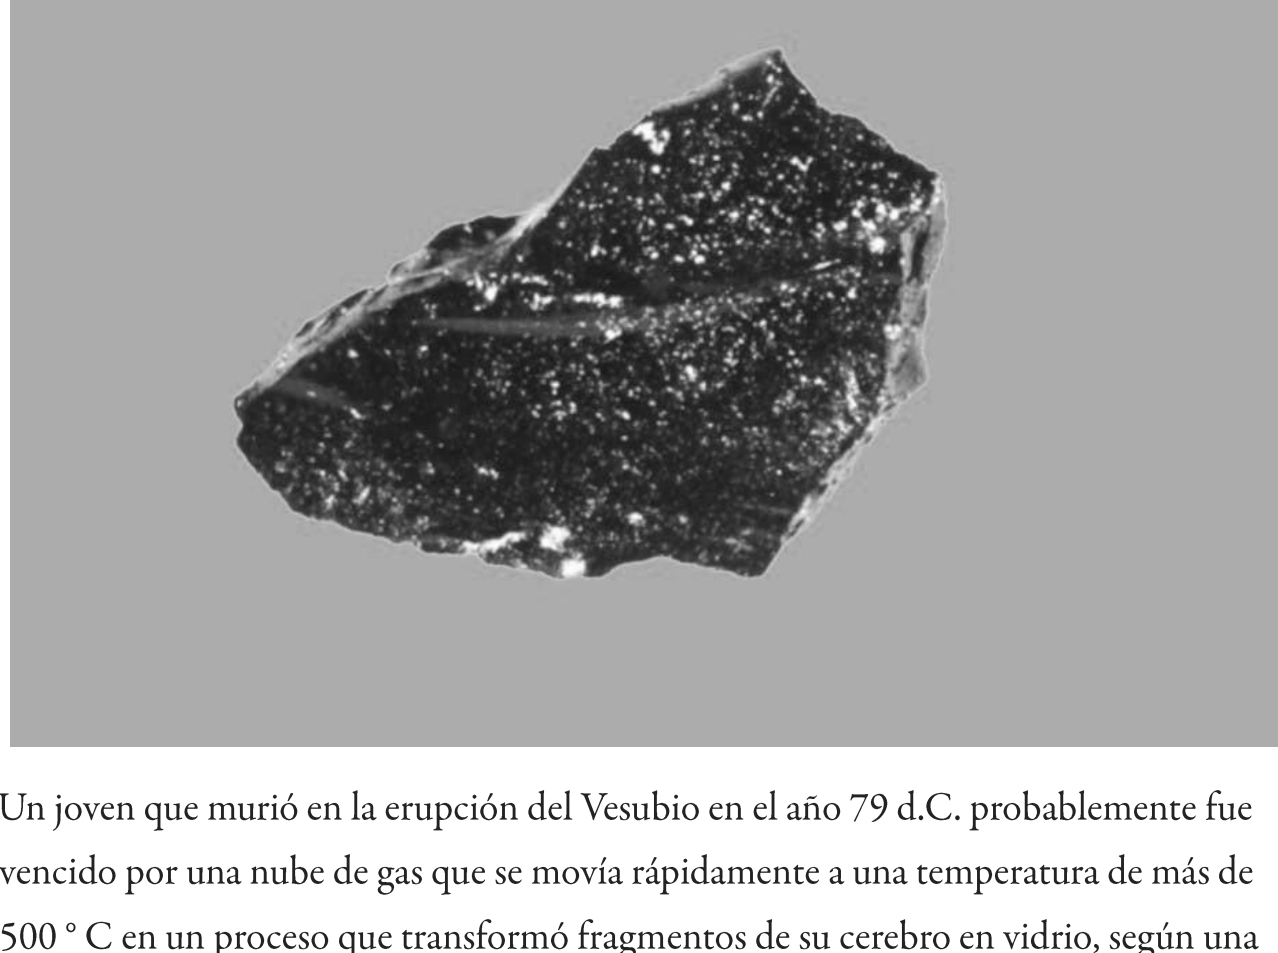 Un joven que murió en la erupción del Vesubio en el año 79 d.C. probablemente fue
vencido por una nube de gas que se movía rápidamente a una temperatura de más de
500 ° C en un proceso que transformó fragmentos de su cerebro en vidrio, según una